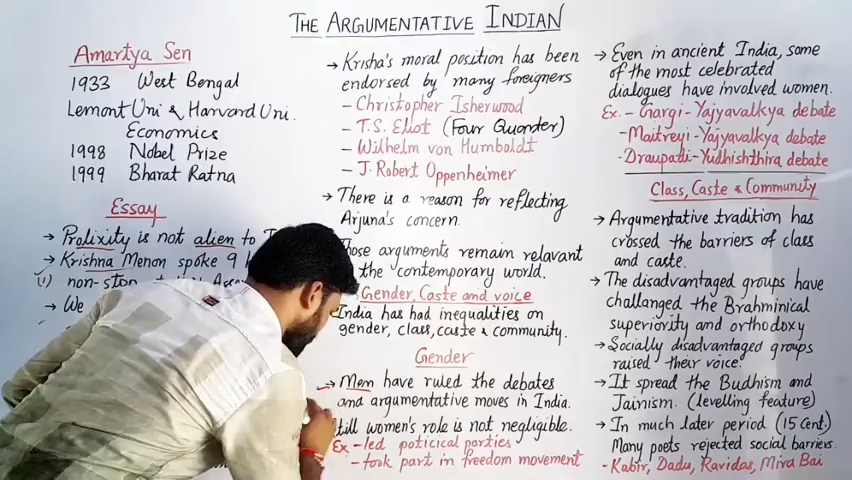 THE ARGUMENTATIVE INDIAN
Amartya Sen
1933 West Bengal
Lemont Uni & Harvard Uni.
Economics
1998 Nobel Prize
1999 Bharat Ratna
Essay
→ Prolixity is not alien to
→ Krishna Menon spoke 9
(1) non-stop
→ We
→ Krisha's moral position has been
endorsed by many foreigners
- Christopher Isherwood
- T.S. Eliot (Four Quorder)
- Wilhelm von Humboldt
- J. Robert Oppenheimer
→ There is a reason for reflecting
Arjuna's concern.
those arguments remain relavant
the contemporary world.
Gender, Caste and voice
India has had inequalities on
gender, class, caste & community.
Gender
→ Men have ruled the debates
and argumentative moves in India.
till women's role is not negligible.
Ex - led poticical parties
- took part in freedom movement
→ Even in ancient India, some
of the most celebrated
dialogues have involved women.
Ex. - Gargi - Yajyavalkya debate
- Maitreyi - Yajyavalkya debate
- Draupadi - Yudhishthira debate
Class, Caste & Community
→ Argumentative tradition has
crossed the barriers of class
and caste.
→ The disadvantaged groups have
challanged the Brahminical
superiority and orthodoxy
→ Socially disadvantaged groups
raised their voice.
→ It spread the Budhism and
Jainism. (levelling feature)
→ In much later period (15 Cent.)
Many poets rejected social barriers.
- Kabir, Dadu, Ravidas, Mira Bai